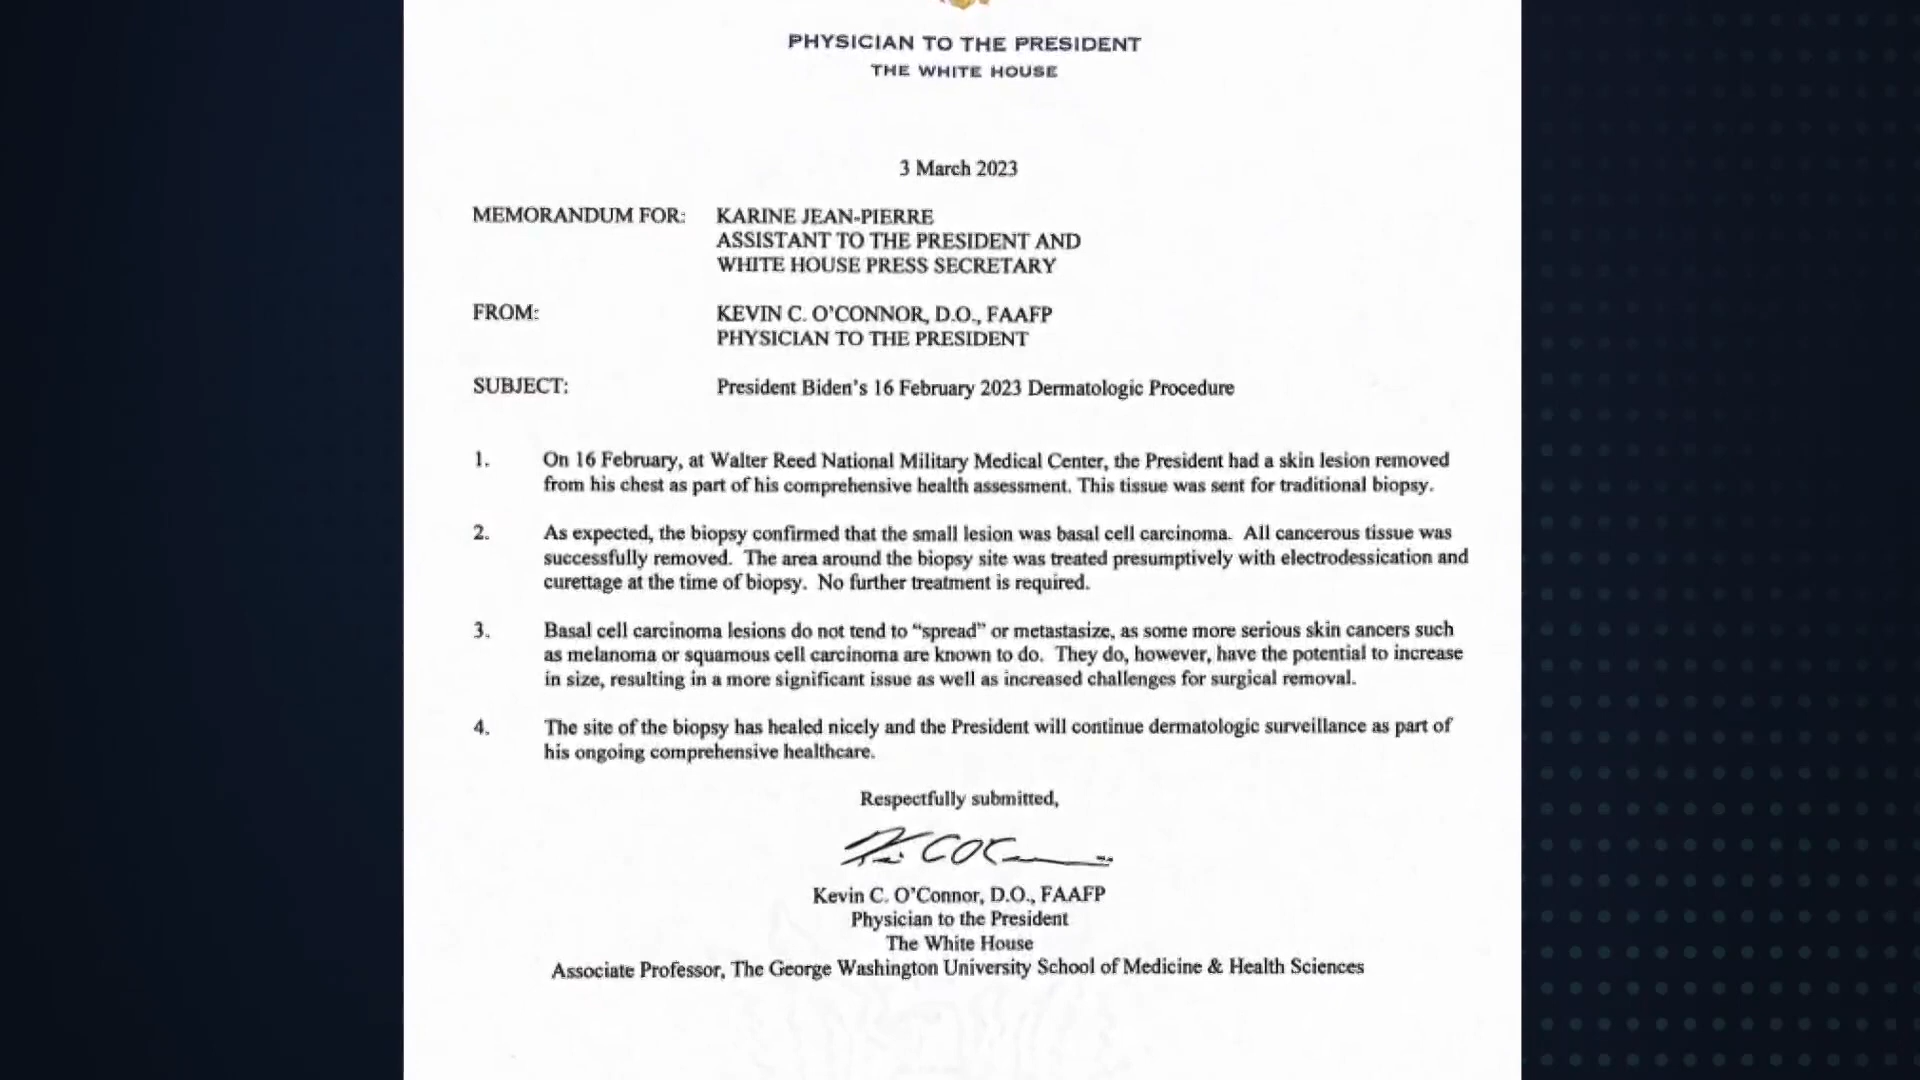 PHYSICIAN TO THE PRESIDENT
THE WHITE HOUSE
3 March 2023
MEMORANDUM FOR: KARINE JEAN-PIERRE
ASSISTANT TO THE PRESIDENT AND
WHITE HOUSE PRESS SECRETARY
FROM: KEVIN C. O'CONNOR, D.O., FAAFP
PHYSICIAN TO THE PRESIDENT
SUBJECT: President Biden's 16 February 2023 Dermatologic Procedure
1. On 16 February, at Walter Reed National Military Medical Center, the President had a skin lesion removed
from his chest as part of his comprehensive health assessment. This tissue was sent for traditional biopsy.
2. As expected, the biopsy confirmed that the small lesion was basal cell carcinoma. All cancerous tissue was
successfully removed. The area around the biopsy site was treated presumptively with electrodessication and
curettage at the time of biopsy. No further treatment is required.
3. Basal cell carcinoma lesions do not tend to “spread” or metastasize, as some more serious skin cancers such
as melanoma or squamous cell carcinoma are known to do. They do, however, have the potential to increase
in size, resulting in a more significant issue as well as increased challenges for surgical removal.
4. The site of the biopsy has healed nicely and the President will continue dermatologic surveillance as part of
his ongoing comprehensive healthcare.
Respectfully submitted,
Kevin C. O'Connor, D.O., FAAFP
Physician to the President
The White House
Associate Professor, The George Washington University School of Medicine & Health Sciences